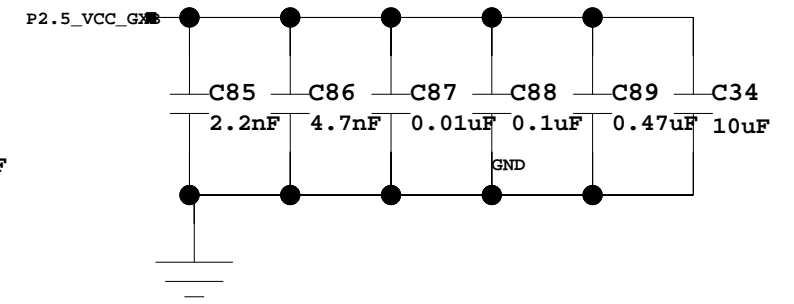 P2.5_VCC_GXB
C85 C86 C87 C88 C89 C34
2.2nF 4.7nF 0.01uF 0.1uF 0.47uF 10uF
F
GND